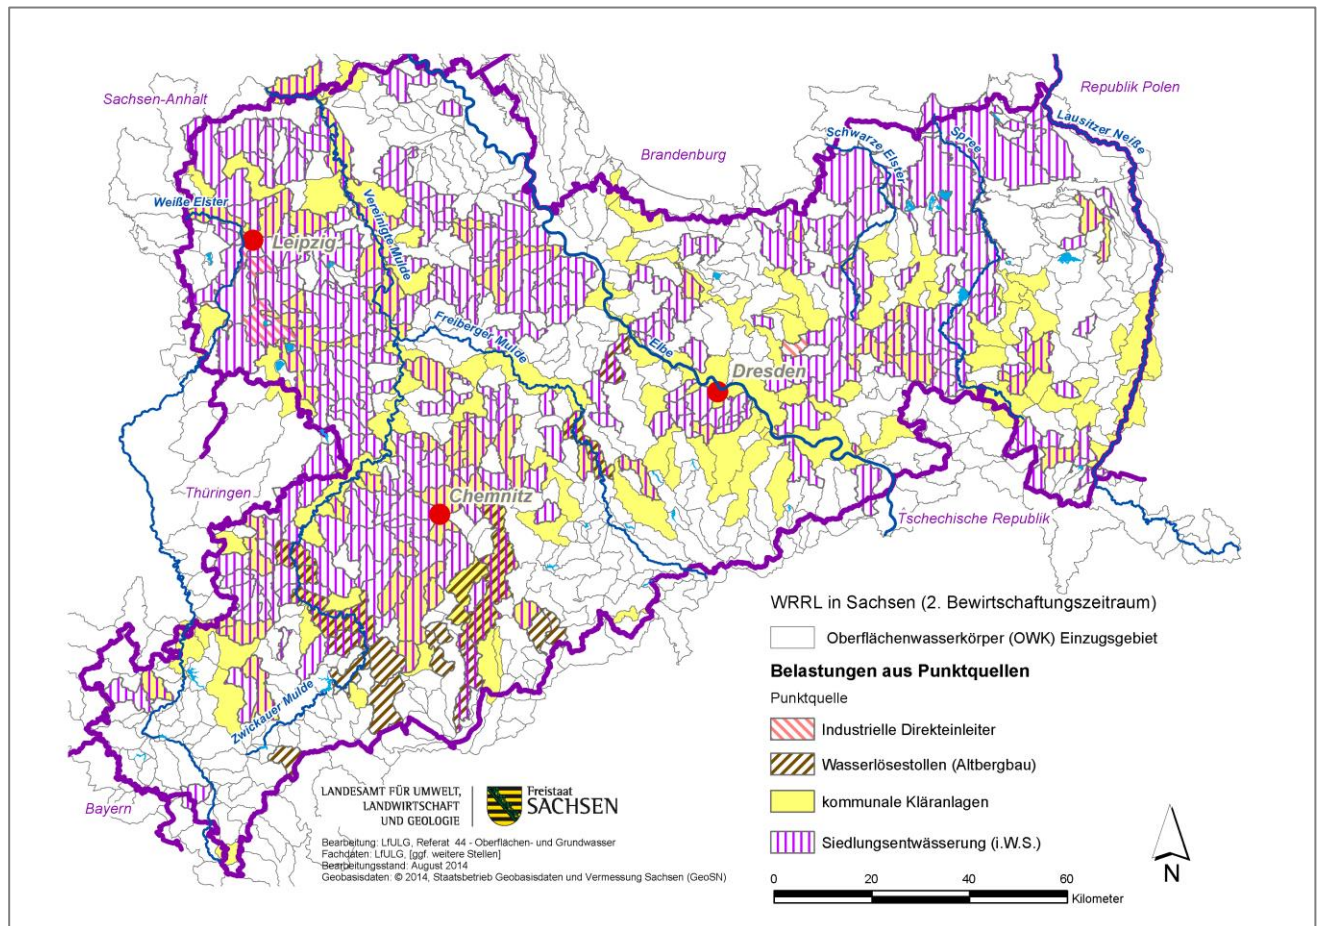 Sachsen-Anhalt
Republik Polen
Lausitzer Neiße
Schwarze Elster
Spree
Brandenburg
Weiße Elster
Vereinigte Mulde
Leipzig
Freiberger Mulde
Elbe
Dresden
Thüringen
Chemnitz
Tschechische Republik
Zwickauer Mulde
Bayern
WRRL in Sachsen (2. Bewirtschaftungszeitraum)
Oberflächenwasserkörper (OWK) Einzugsgebiet
Belastungen aus Punktquellen
Punktquelle
Industrielle Direkteinleiter
Wasserlösestollen (Altbergbau)
kommunale Kläranlagen
Siedlungsentwässerung (i.W.S.)
0 20 40 60
Kilometer
N
LANDESAMT FÜR UMWELT,
LANDWIRTSCHAFT
UND GEOLOGIE
Freistaat
SACHSEN
Bearbeitung: LfULG, Referat 44 - Oberflächen- und Grundwasser
Fachdaten: LfULG, [ggf. weitere Stellen]
Bearbeitungsstand: August 2014
Geobasisdaten: © 2014, Staatsbetrieb Geobasisdaten und Vermessung Sachsen (GeoSN)